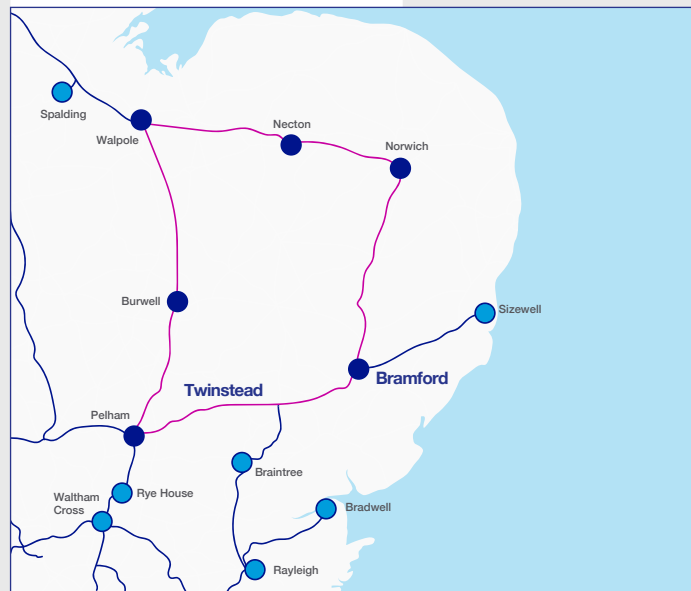 Spalding
Walpole
Necton
Norwich
Burwell
Sizewell
Twinstead
Bramford
Pelham
Braintree
Waltham
Cross
Rye House
Bradwell
Rayleigh